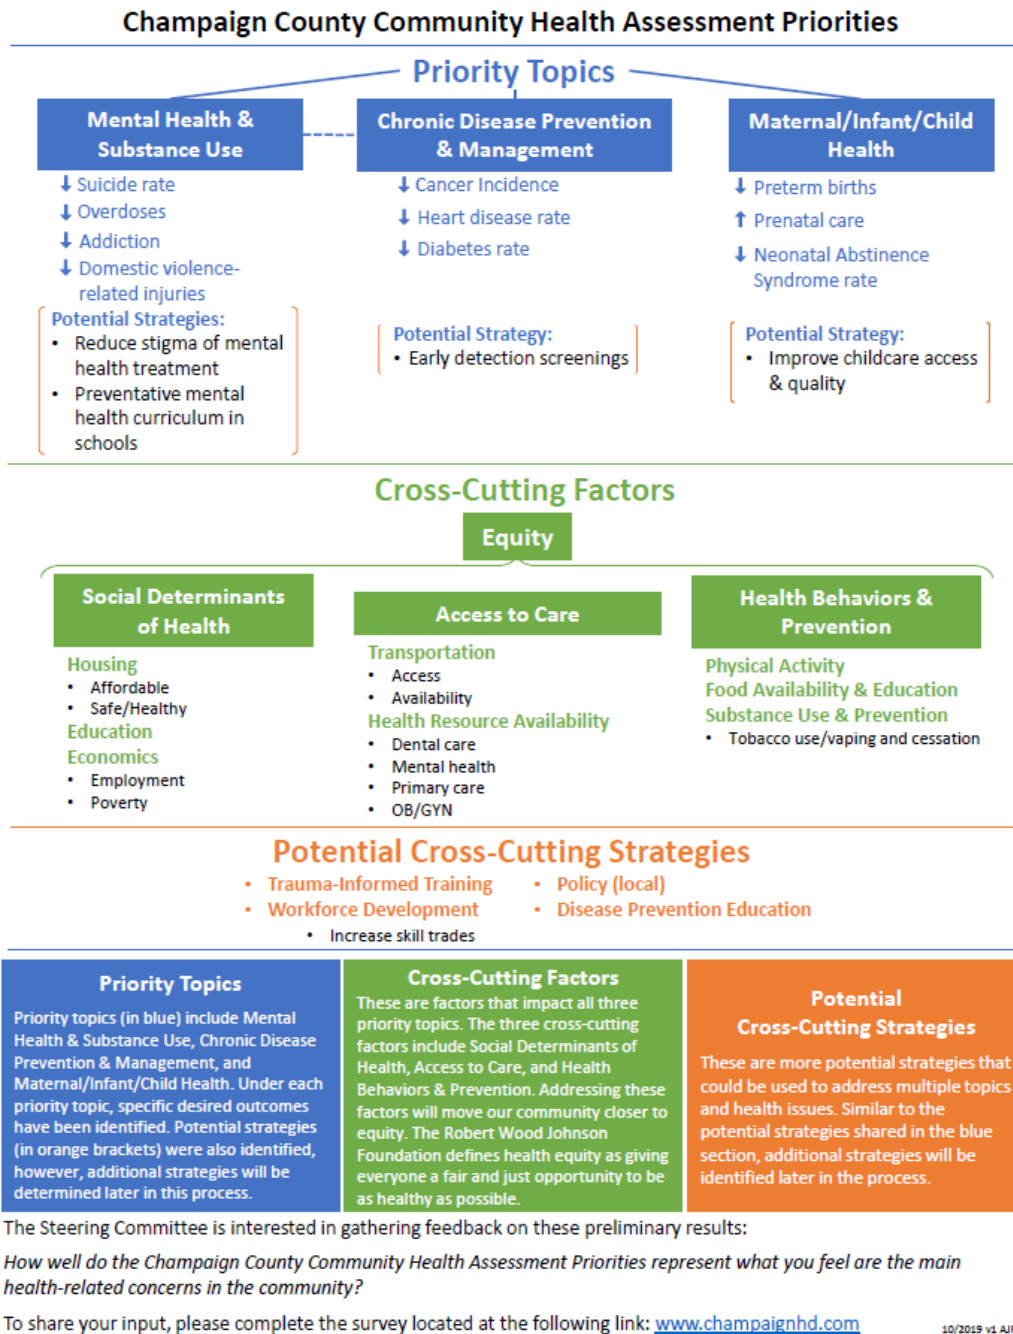 Champaign County Community Health Assessment Priorities
Priority Topics
Mental Health &
Substance Use
↓ Suicide rate
↓ Overdoses
↓ Addiction
↓ Domestic violence-
related injuries
Potential Strategies:
• Reduce stigma of mental
health treatment
• Preventative mental
health curriculum in
schools
Chronic Disease Prevention
& Management
↓ Cancer Incidence
↓ Heart disease rate
↓ Diabetes rate
Potential Strategy:
• Early detection screenings
Maternal/Infant/Child
Health
↓ Preterm births
↑ Prenatal care
↓ Neonatal Abstinence
Syndrome rate
Potential Strategy:
• Improve childcare access
& quality
Cross-Cutting Factors
Equity
Social Determinants
of Health
Housing
• Affordable
• Safe/Healthy
Education
Economics
• Employment
• Poverty
Access to Care
Transportation
• Access
• Availability
Health Resource Availability
• Dental care
• Mental health
• Primary care
• OB/GYN
Health Behaviors &
Prevention
Physical Activity
Food Availability & Education
Substance Use & Prevention
• Tobacco use/vaping and cessation
Potential Cross-Cutting Strategies
• Trauma-Informed Training
• Workforce Development
• Increase skill trades
• Policy (local)
• Disease Prevention Education
Priority Topics
Priority topics (in blue) include Mental
Health & Substance Use, Chronic Disease
Prevention & Management, and
Maternal/Infant/Child Health. Under each
priority topic, specific desired outcomes
have been identified. Potential strategies
(in orange brackets) were also identified,
however, additional strategies will be
determined later in this process.
Cross-Cutting Factors
These are factors that impact all three
priority topics. The three cross-cutting
factors include Social Determinants of
Health, Access to Care, and Health
Behaviors & Prevention. Addressing these
factors will move our community closer to
equity. The Robert Wood Johnson
Foundation defines health equity as giving
everyone a fair and just opportunity to be
as healthy as possible.
Potential
Cross-Cutting Strategies
These are more potential strategies that
could be used to address multiple topics
and health issues. Similar to the
potential strategies shared in the blue
section, additional strategies will be
identified later in the process.
The Steering Committee is interested in gathering feedback on these preliminary results:
How well do the Champaign County Community Health Assessment Priorities represent what you feel are the main
health-related concerns in the community?
To share your input, please complete the survey located at the following link: www.champaignhd.com
10/2019 v1